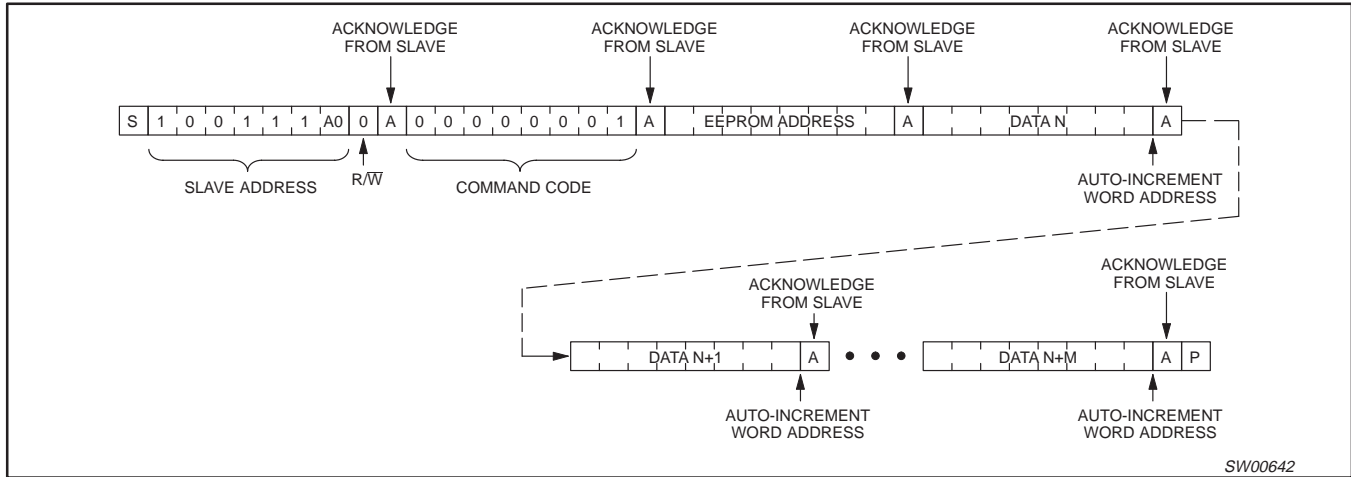 ACKNOWLEDGE
FROM SLAVE
ACKNOWLEDGE
FROM SLAVE
ACKNOWLEDGE
FROM SLAVE
ACKNOWLEDGE
FROM SLAVE
S 1 0 0 1 1 1 A0 0 A 0 0 0 0 0 0 0 1 A EEPROM ADDRESS A DATA N A
SLAVE ADDRESS
R/W̅
COMMAND CODE
AUTO-INCREMENT
WORD ADDRESS
ACKNOWLEDGE
FROM SLAVE
ACKNOWLEDGE
FROM SLAVE
DATA N+1 A • • • DATA N+M A P
AUTO-INCREMENT
WORD ADDRESS
AUTO-INCREMENT
WORD ADDRESS
SW00642